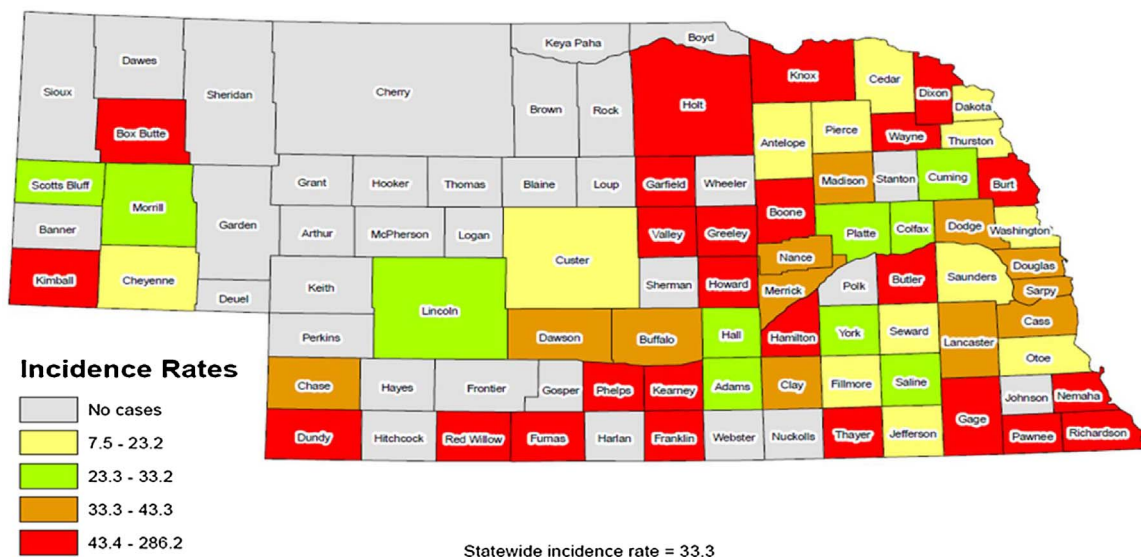 Keya Paha
Boyd
Dawes
Sioux
Sheridan
Cherry
Brown
Rock
Holt
Knox
Cedar
Dixon
Dakota
Box Butte
Antelope
Pierce
Wayne
Thurston
Scotts Bluff
Morrill
Garden
Grant
Hooker
Thomas
Blaine
Loup
Garfield
Wheeler
Madison
Stanton
Cuming
Burt
Banner
Arthur
McPherson
Logan
Custer
Valley
Greeley
Boone
Platte
Colfax
Dodge
Washington
Kimball
Cheyenne
Deuel
Keith
Lincoln
Sherman
Howard
Nance
Merrick
Polk
Butler
Saunders
Douglas
Sarpy
Perkins
Dawson
Buffalo
Hall
Hamilton
York
Seward
Lancaster
Cass
Otoe
Chase
Hayes
Frontier
Gosper
Phelps
Kearney
Adams
Clay
Fillmore
Saline
Johnson
Nemaha
Dundy
Hitchcock
Red Willow
Furnas
Harlan
Franklin
Webster
Nuckolls
Thayer
Jefferson
Gage
Pawnee
Richardson
Incidence Rates
No cases
7.5 - 23.2
23.3 - 33.2
33.3 - 43.3
43.4 - 286.2
Statewide incidence rate = 33.3